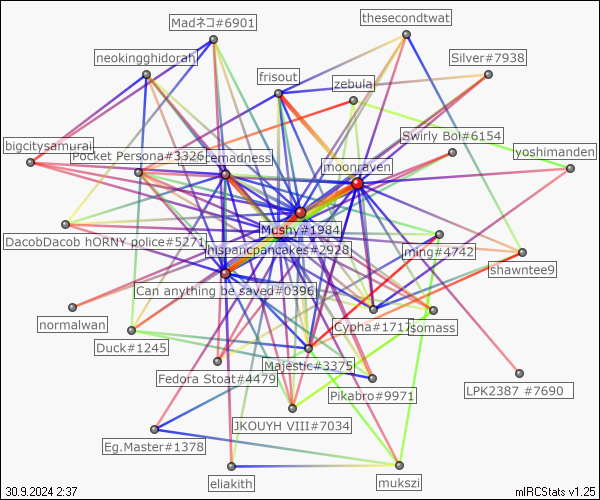 Madネコ#6901
thesecondtwat
neokingghidorah
Silver#7938
frisout
zebula
Swirly Boi#6154
bigcitysamurai
yoshimanden
Pocket Persona#3326
cemadness
moonraven
Mushy#1984
DacobDacob hORNY police#5271
hispancpancakes#2928
ming#4742
shawntee9
Can anything be saved#0396
normalwan
Cypha#1717
somass
Duck#1245
Majestic#3375
Fedora Stoat#4479
LPK2387 #7690
Pikabro#9971
JKOUYH VIII#7034
Eg.Master#1378
eliakith
mukszi
30.9.2024 2:37
mIRCStats v1.25